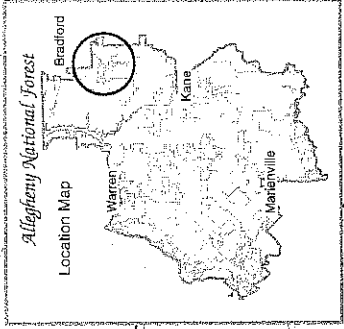 Allegheny National Forest
Location Map
Bradford
Warren
Kane
Marienville